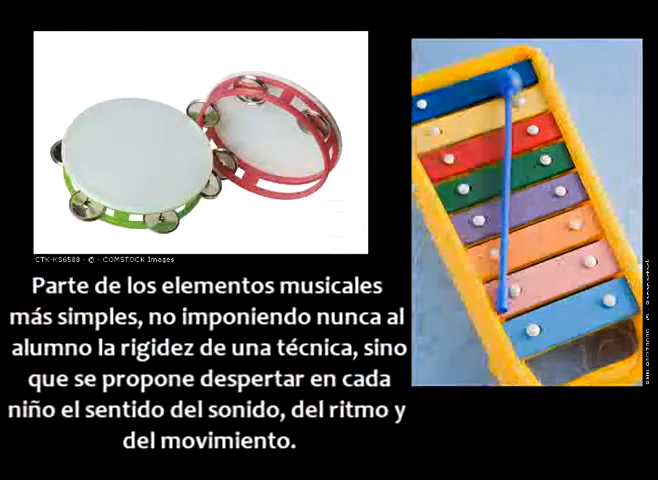 CTK-KS6588 - © - COMSTOCK Images
Parte de los elementos musicales
más simples, no imponiendo nunca al
alumno la rigidez de una técnica, sino
que se propone despertar en cada
niño el sentido del sonido, del ritmo y
del movimiento.